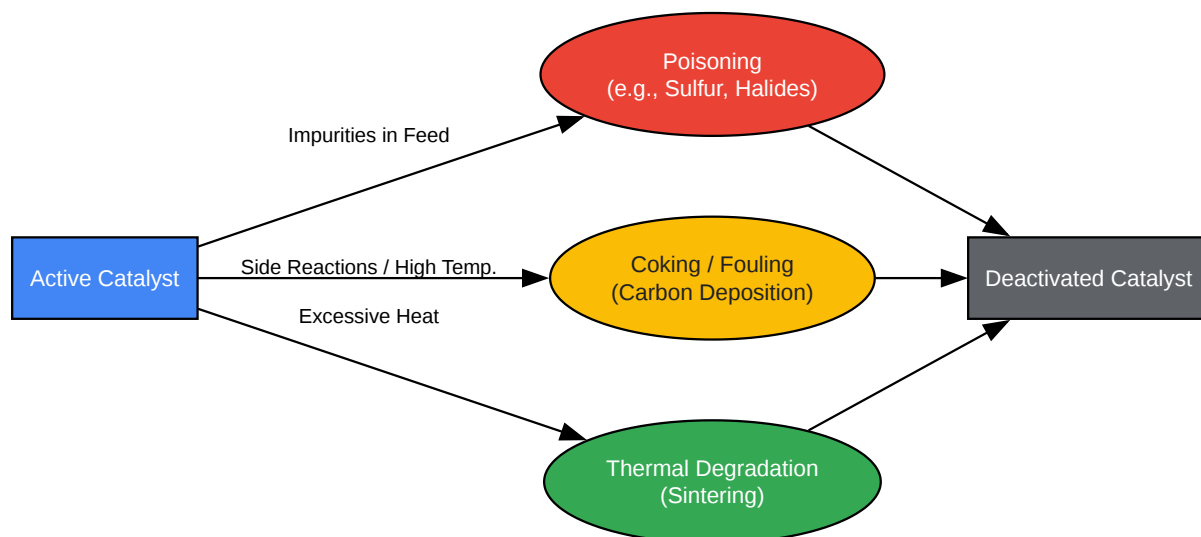 Poisoning
(e.g., Sulfur, Halides)
Impurities in Feed
Active Catalyst
Side Reactions / High Temp.
Coking / Fouling
(Carbon Deposition)
Deactivated Catalyst
Excessive Heat
Thermal Degradation
(Sintering)